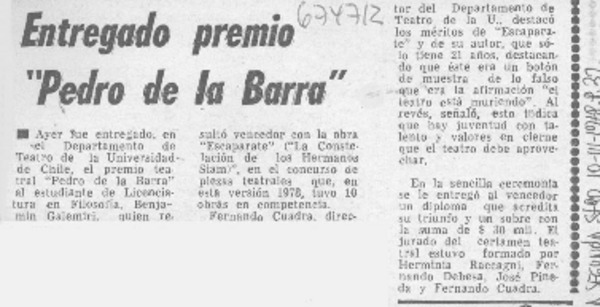 674712
Entregado premio
"Pedro de la Barra"
■ Ayer fue entregado, en
el Departamento de
Teatro de la Universidad
de Chile, el premio tea
tral "Pedro de la Barra"
al estudiante de Licencia
tura en Filosofía, Benja
mín Galemiri, quien re
sultó vencedor con la obra
"Escaparate" ("La Conste
lación de los Hermanos
Siam)", en el concurso de
piezas teatrales que, en
esta versión 1978, tuvo 10
obras en competencia.
Fernando Cuadra, direc-
tor del Departamento de
Teatro de la U., destacó
los méritos de "Escapara-
te" y de su autor, que só-
lo tiene 21 años, destacan-
do que éste era un botón
de muestra de lo falso
que era la afirmación "el
teatro está muriendo". Al
revés, señaló, esto indica
que hay juventud con ta-
lento y valores en cierne
que el teatro debe aprove-
char.
En la sencilla ceremonia
se le entregó al vencedor
un diploma que acredita
su triunfo y un sobre con
la suma de $ 30 mil. El
jurado del certamen tea-
tral estuvo formado por
Herminia Raccagni, Fer-
nando Debesa, José Pine-
da y Fernando Cuadra.
SEGUNDA STGO